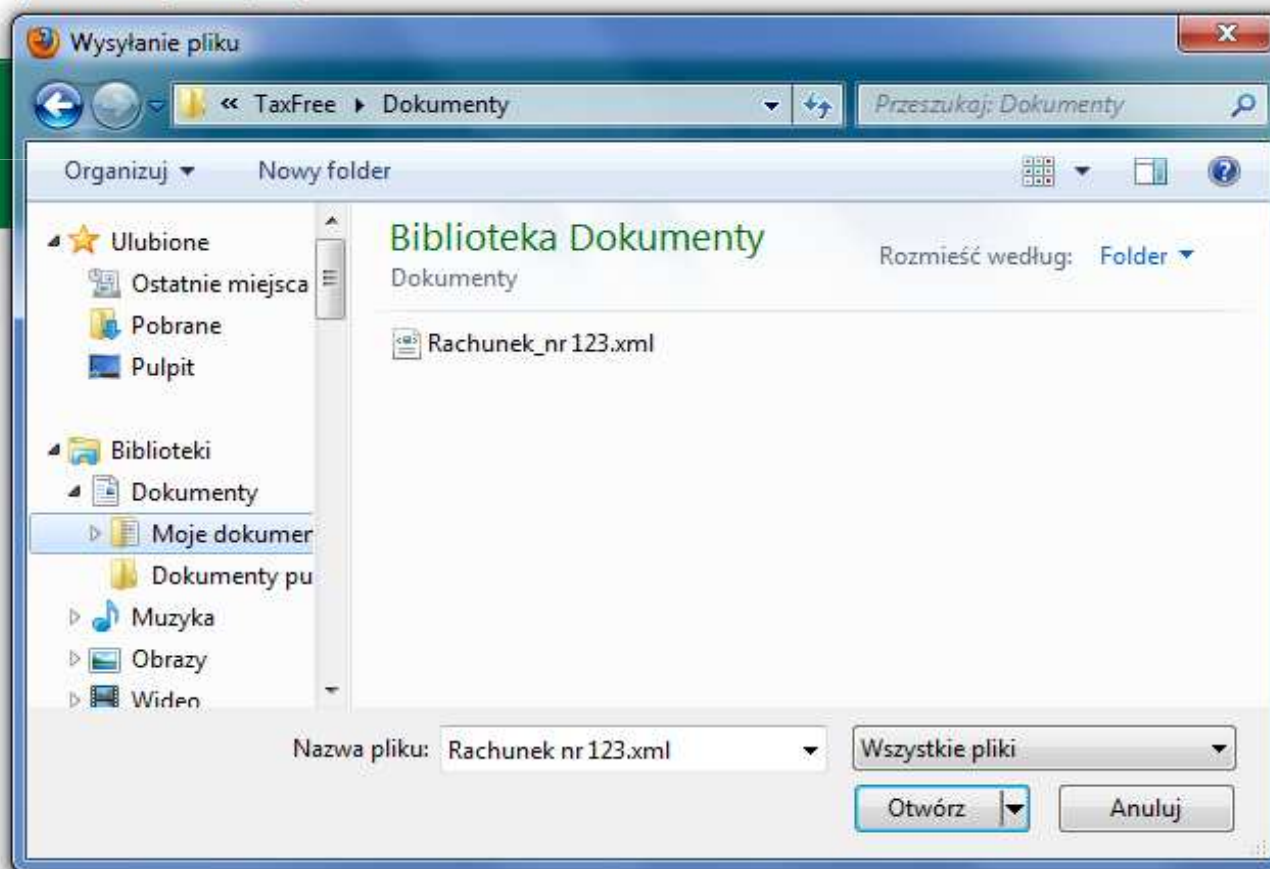 Wysyłanie pliku
« TaxFree Dokumenty
Przeszukaj: Dokumenty
Organizuj Nowy folder
Ulubione
Ostatnie miejsca
Pobrane
Pulpit
Biblioteki
Dokumenty
Moje dokumen
Dokumenty pu
Muzyka
Obrazy
Wideo
Biblioteka Dokumenty
Dokumenty
Rozmieść według: Folder
Rachunek_nr 123.xml
Nazwa pliku: Rachunek nr 123.xml
Wszystkie pliki
Otwórz
Anuluj